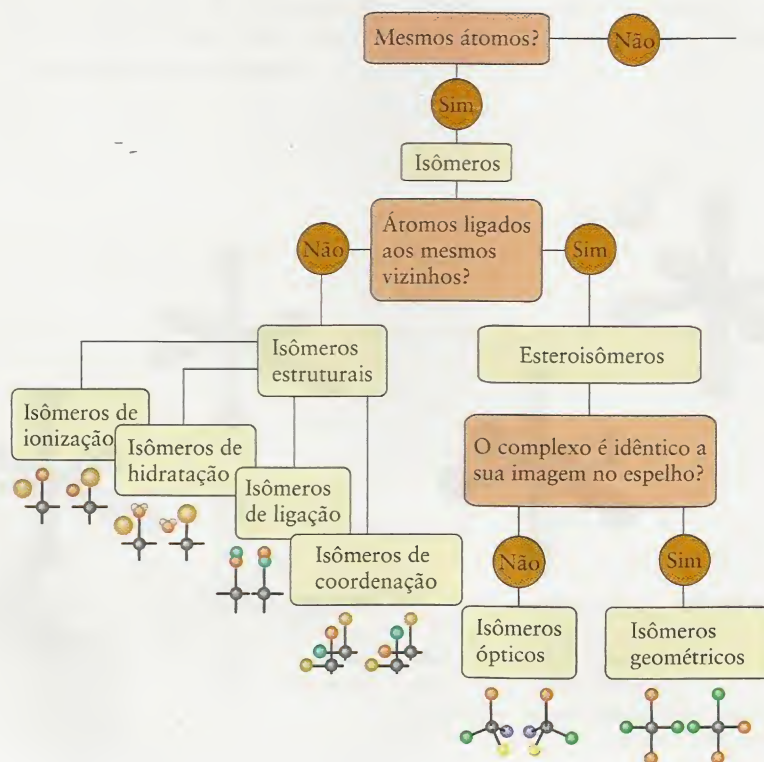 Mesmos átomos?
Não
Sim
Isômeros
Átomos ligados
aos mesmos
vizinhos?
Não
Sim
Isômeros
estruturais
Esteroisômeros
Isômeros de
ionização
Isômeros de
hidratação
Isômeros
de ligação
Isômeros de
coordenação
O complexo é idêntico a
sua imagem no espelho?
Não
Sim
Isômeros
ópticos
Isômeros
geométricos